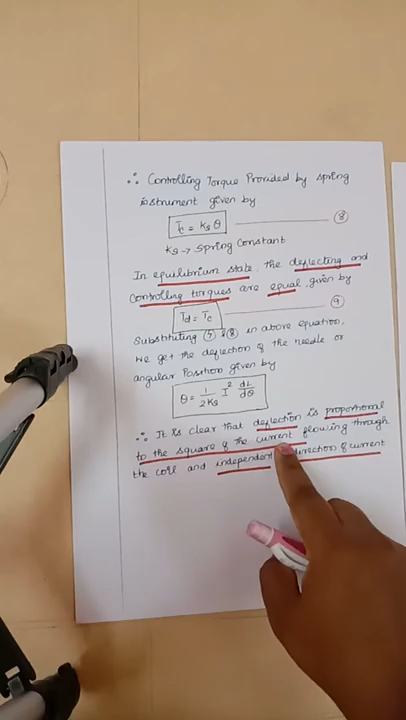 ∴ Controlling Torque Provided by spring
instrument given by
Tc = Ks θ ——— (8)
Ks → Spring Constant
In equilibrium state, the deflecting and
controlling torques are equal, given by
Td = Tc ——— (9)
Substituting (7) & (8) in above equation,
we get the deflection of the needle or
angular Position given by
θ = 1/2Ks I² dL/dθ
∴ It is clear that deflection is proportional
to the square of the current flowing through
the coil and independent direction of current